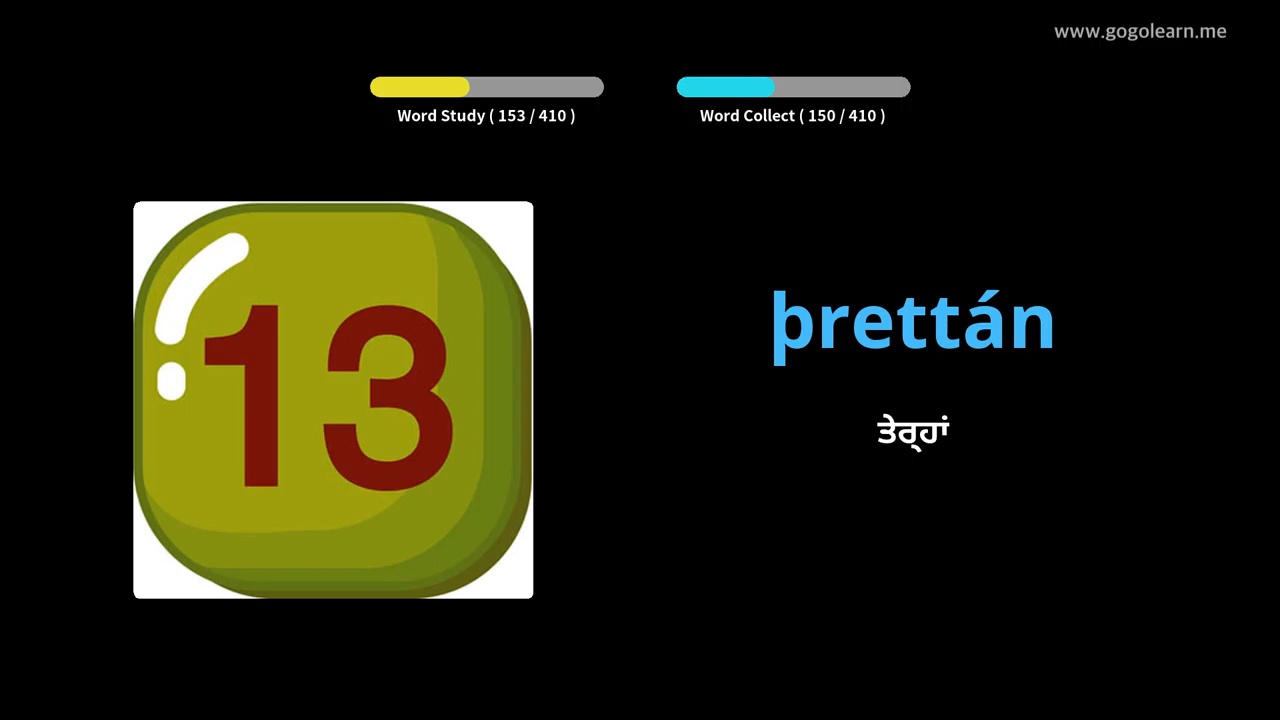 www.gogolearn.me
Word Study ( 153 / 410 )
Word Collect ( 150 / 410 )
13
þrettán
ਤੇਰ੍ਹਾਂ